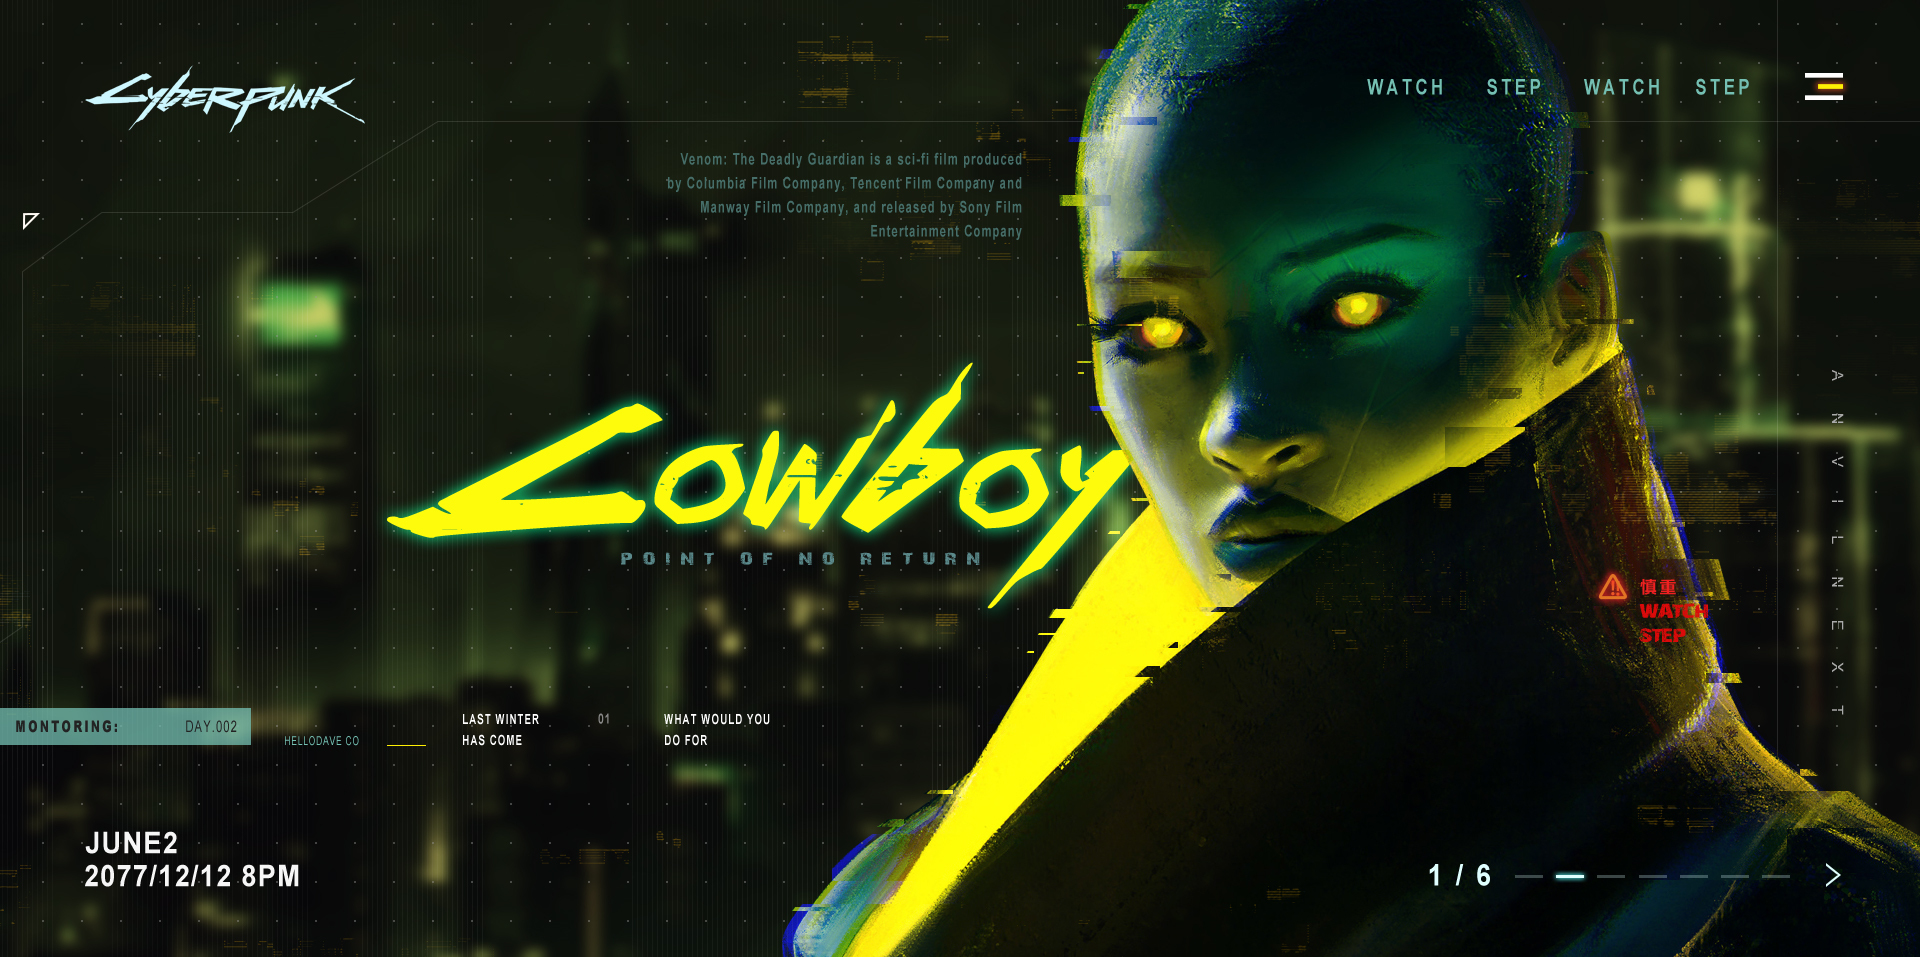 CYBERPUNK
WATCH STEP WATCH STEP
Venom: The Deadly Guardian is a sci-fi film produced
by Columbia Film Company, Tencent Film Company and
Manway Film Company, and released by Sony Film
Entertainment Company
Cowboy
POINT OF NO RETURN
ANVILNEXT
慎重
WATCH
STEP
MONTORING: DAY.002
HELLODAVE CO
LAST WINTER
HAS COME
01
WHAT WOULD YOU
DO FOR
JUNE2
2077/12/12 8PM
1 / 6